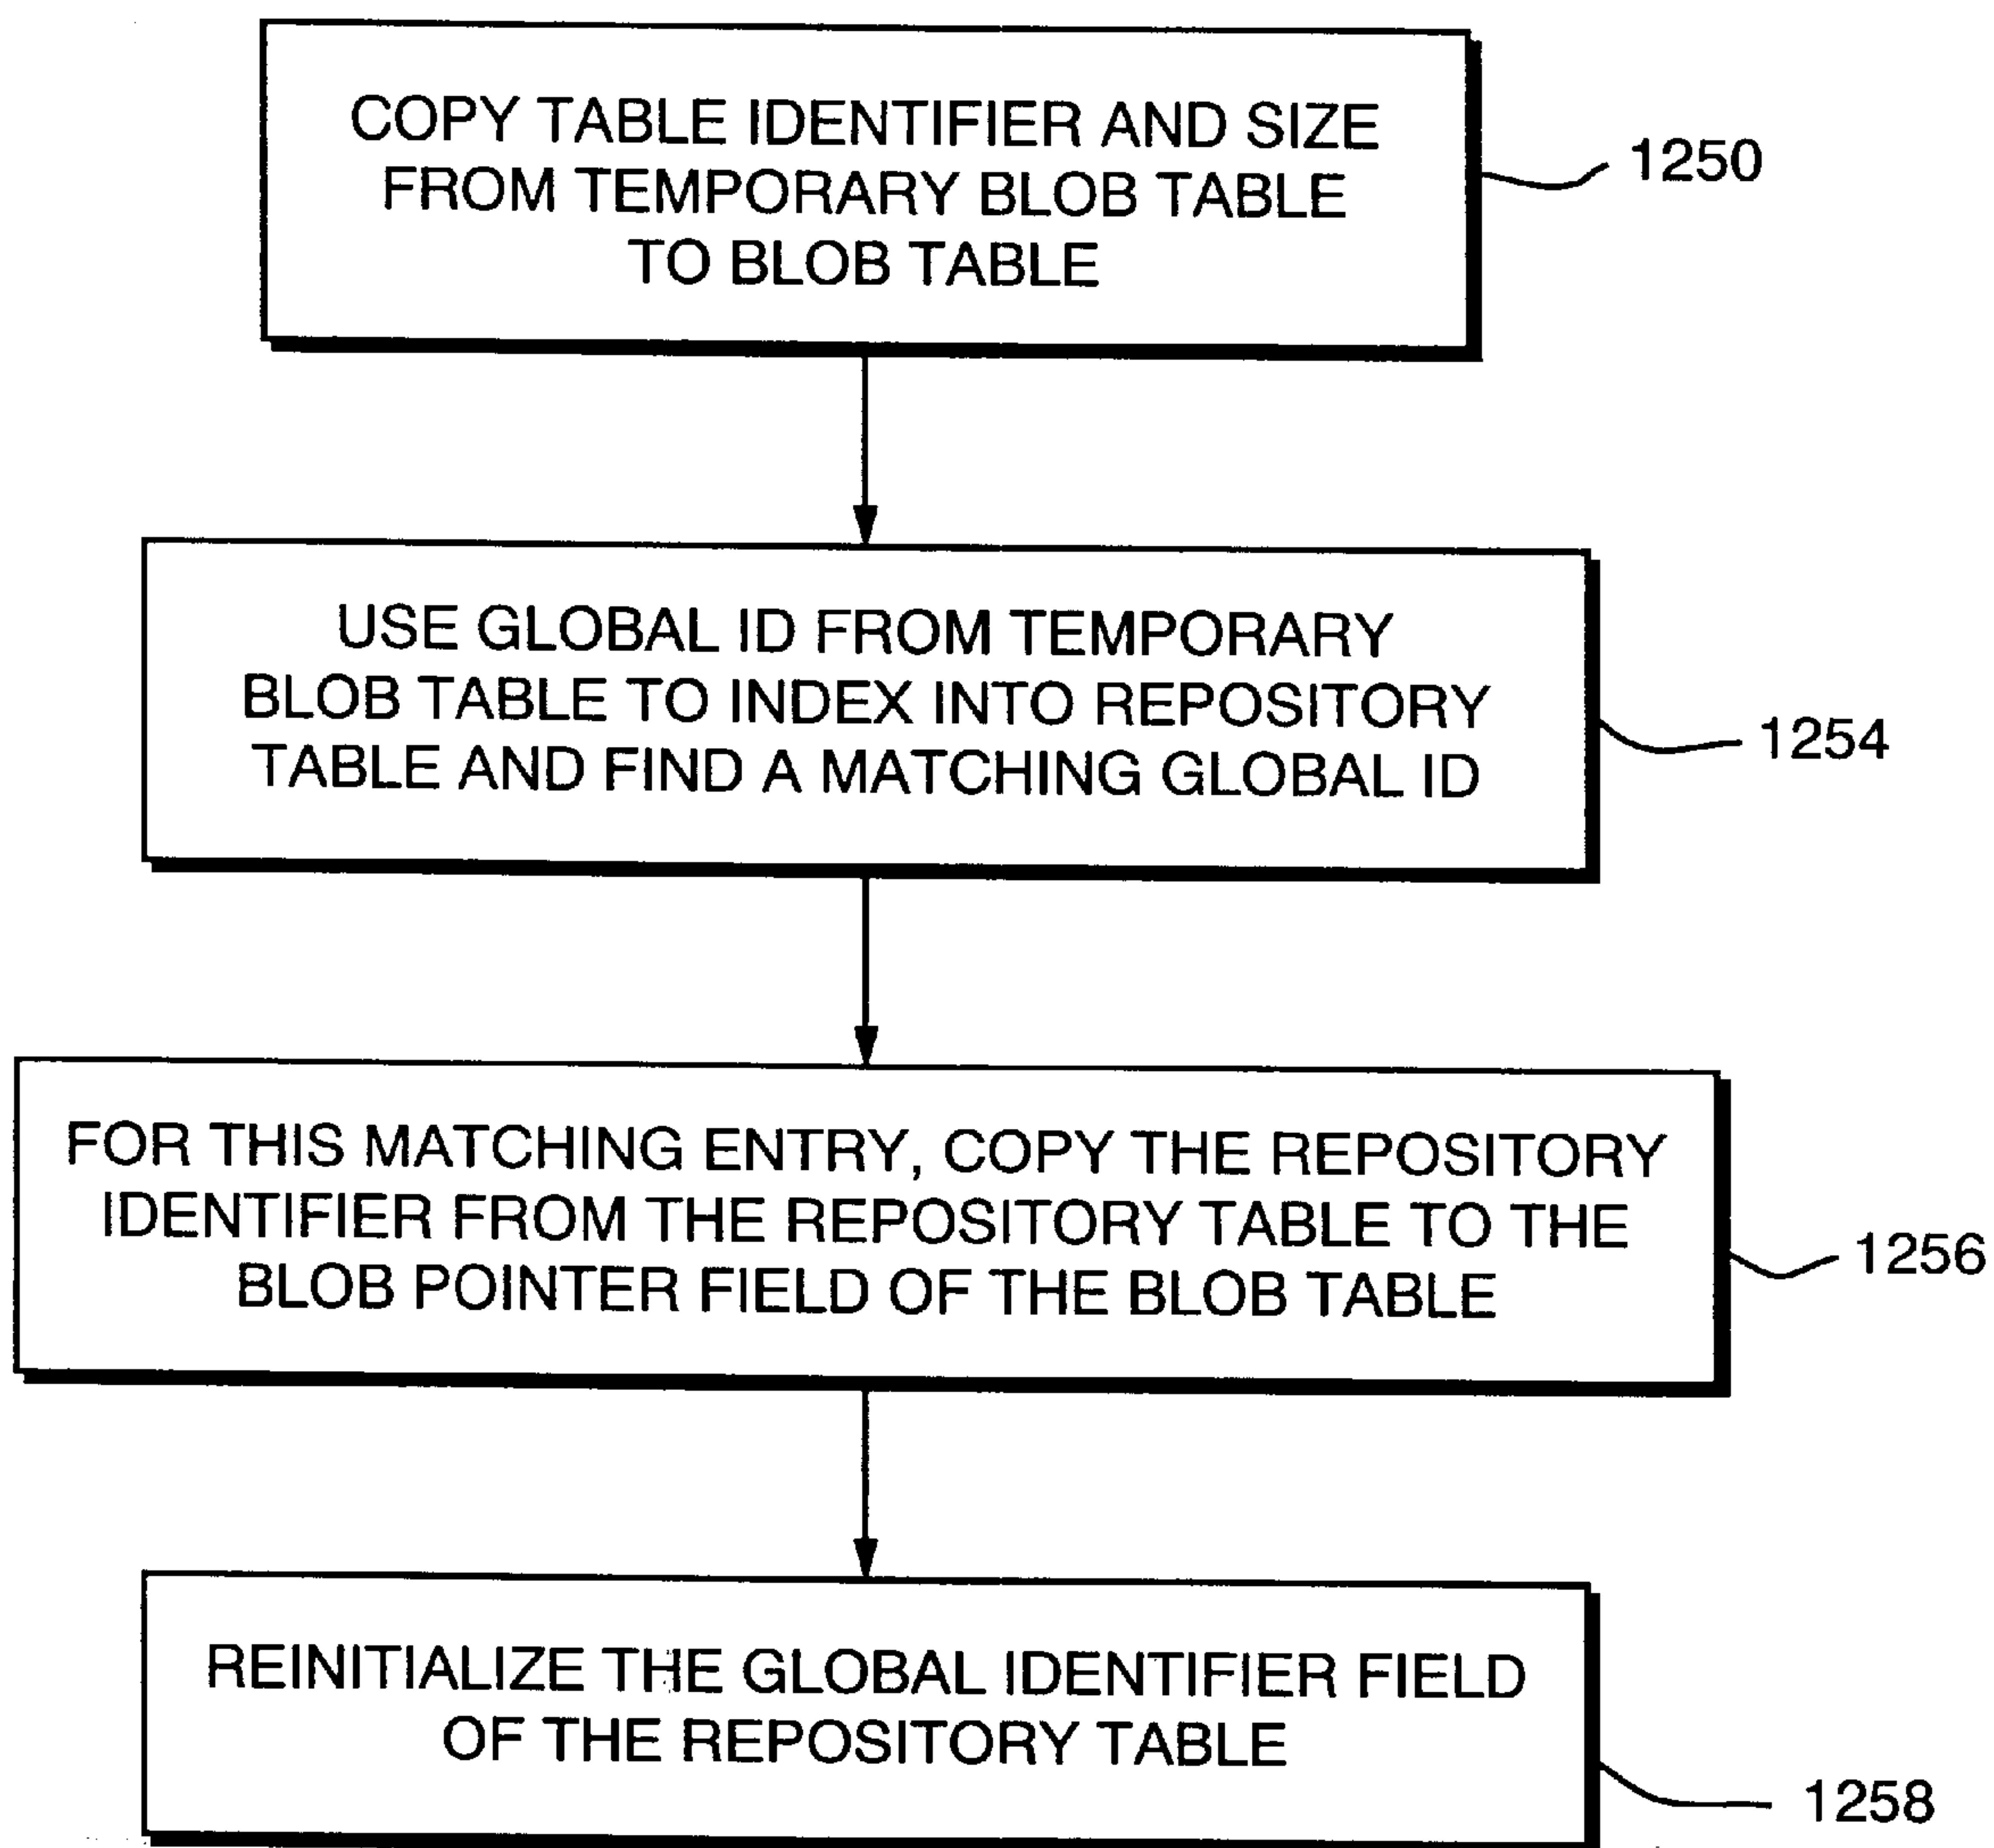 COPY TABLE IDENTIFIER AND SIZE
FROM TEMPORARY BLOB TABLE
TO BLOB TABLE
1250
USE GLOBAL ID FROM TEMPORARY
BLOB TABLE TO INDEX INTO REPOSITORY
TABLE AND FIND A MATCHING GLOBAL ID
1254
FOR THIS MATCHING ENTRY, COPY THE REPOSITORY
IDENTIFIER FROM THE REPOSITORY TABLE TO THE
BLOB POINTER FIELD OF THE BLOB TABLE
1256
REINITIALIZE THE GLOBAL IDENTIFIER FIELD
OF THE REPOSITORY TABLE
1258